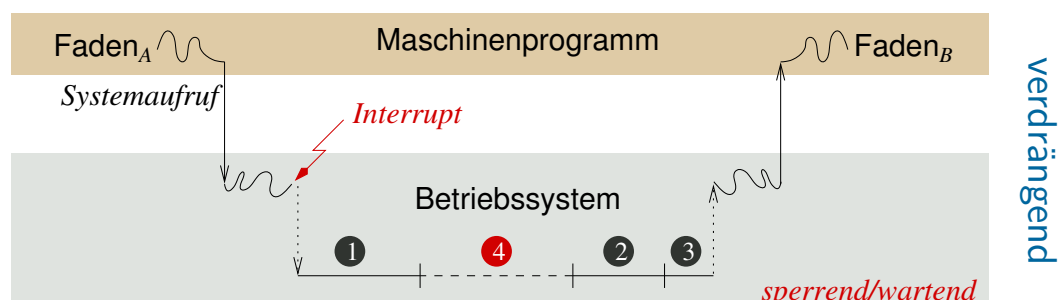 Faden_A Maschinenprogramm Faden_B
Systemaufruf
Interrupt
Betriebssystem
1 4 2 3
sperrend/wartend
verdrängend